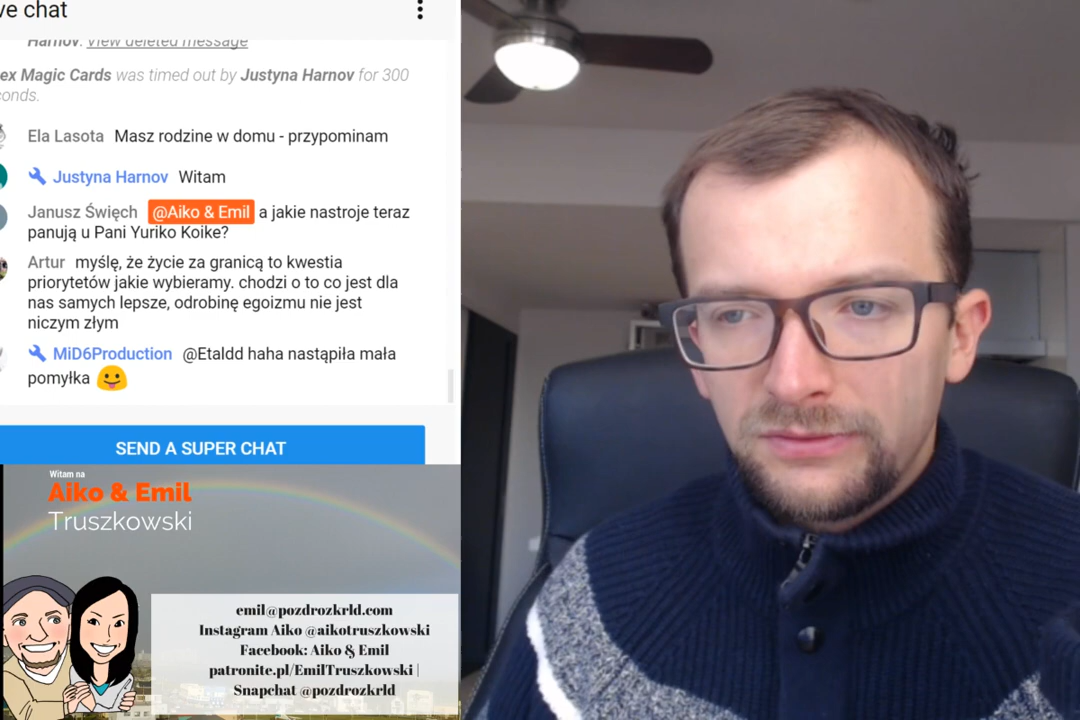 ve chat
Harnov. View deleted message
ex Magic Cards was timed out by Justyna Harnov for 300
conds.
Ela Lasota Masz rodzine w domu - przypominam
Justyna Harnov Witam
Janusz Święch @Aiko & Emil a jakie nastroje teraz
panują u Pani Yuriko Koike?
Artur myślę, że życie za granicą to kwestia
priorytetów jakie wybieramy. chodzi o to co jest dla
nas samych lepsze, odrobinę egoizmu nie jest
niczym złym
MiD6Production @Etaldd haha nastąpiła mała
pomyłka
SEND A SUPER CHAT
Witam na
Aiko & Emil
Truszkowski
emil@pozdrozkrld.com
Instagram Aiko @aikotruszkowski
Facebook: Aiko & Emil
patronite.pl/EmilTruszkowski |
Snapchat @pozdrozkrld